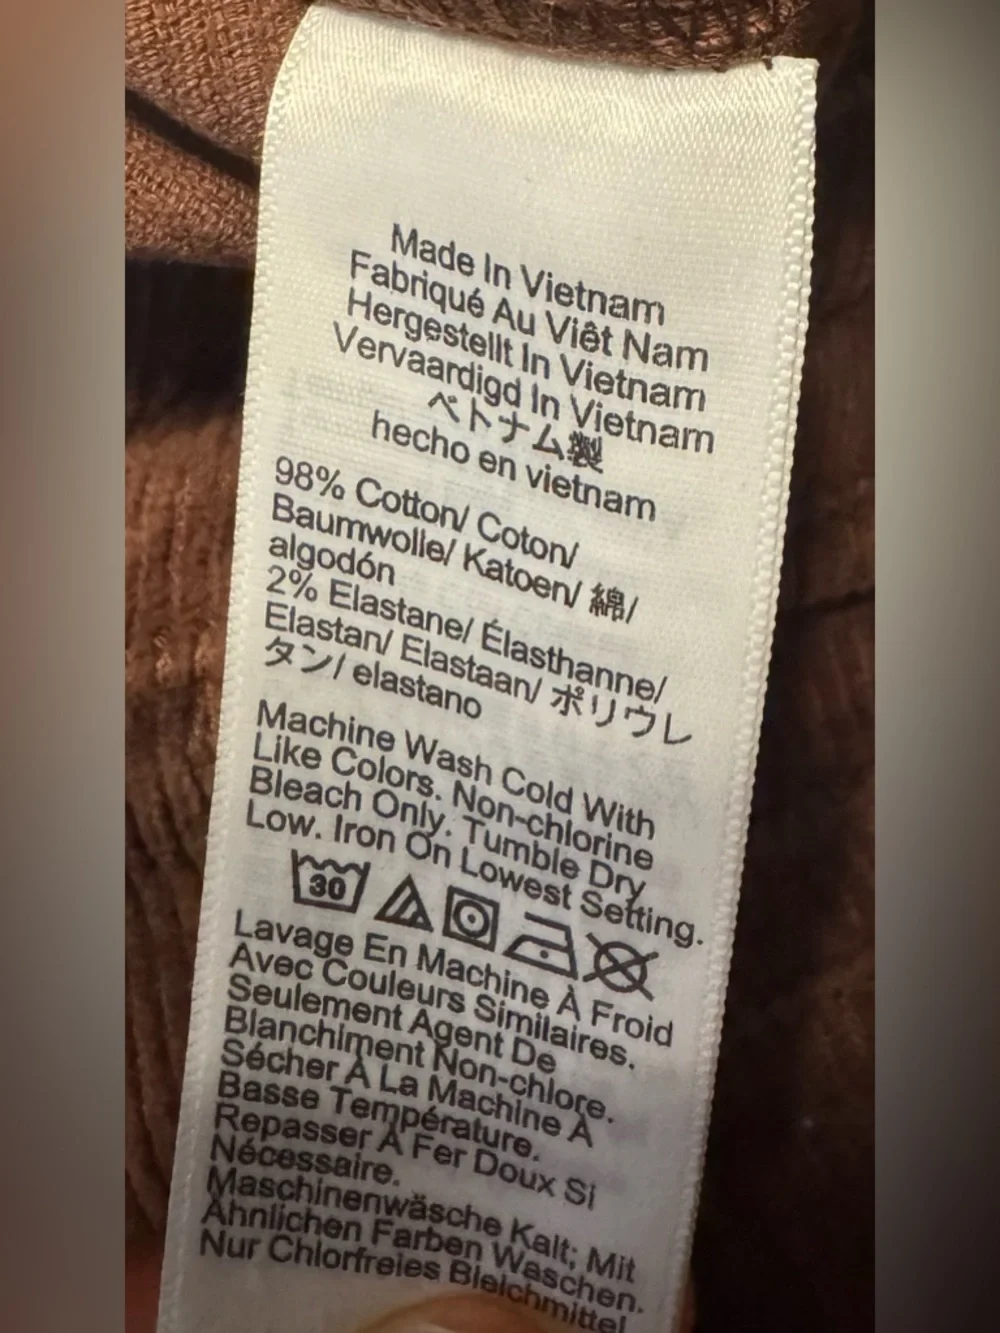 Made In Vietnam
Fabriqué Au Viêt Nam
Hergestellt In Vietnam
Vervaardigd In Vietnam
ベトナム製
hecho en vietnam
98% Cotton/ Coton/
Baumwolle/ Katoen/ 綿/
algodón
2% Elastane/ Élasthanne/
Elastan/ Elastaan/ ポリウレ
タン/ elastano
Machine Wash Cold With
Like Colors. Non-chlorine
Bleach Only. Tumble Dry
Low. Iron On Lowest Setting.
30
Lavage En Machine À Froid
Avec Couleurs Similaires.
Seulement Agent De
Blanchiment Non-chlore.
Sécher À La Machine À
Basse Température.
Repasser À Fer Doux Si
Nécessaire.
Maschinenwäsche Kalt; Mit
Ähnlichen Farben Waschen.
Nur Chlorfreies Bleichmittel